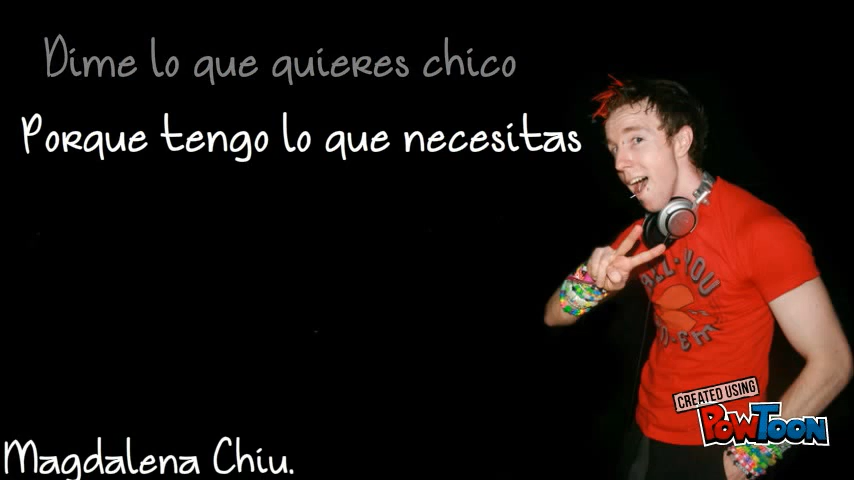 Dime lo que quieres chico
Porque tengo lo que necesitas
CREATED USING
POWTOON
Magdalena Chiu.